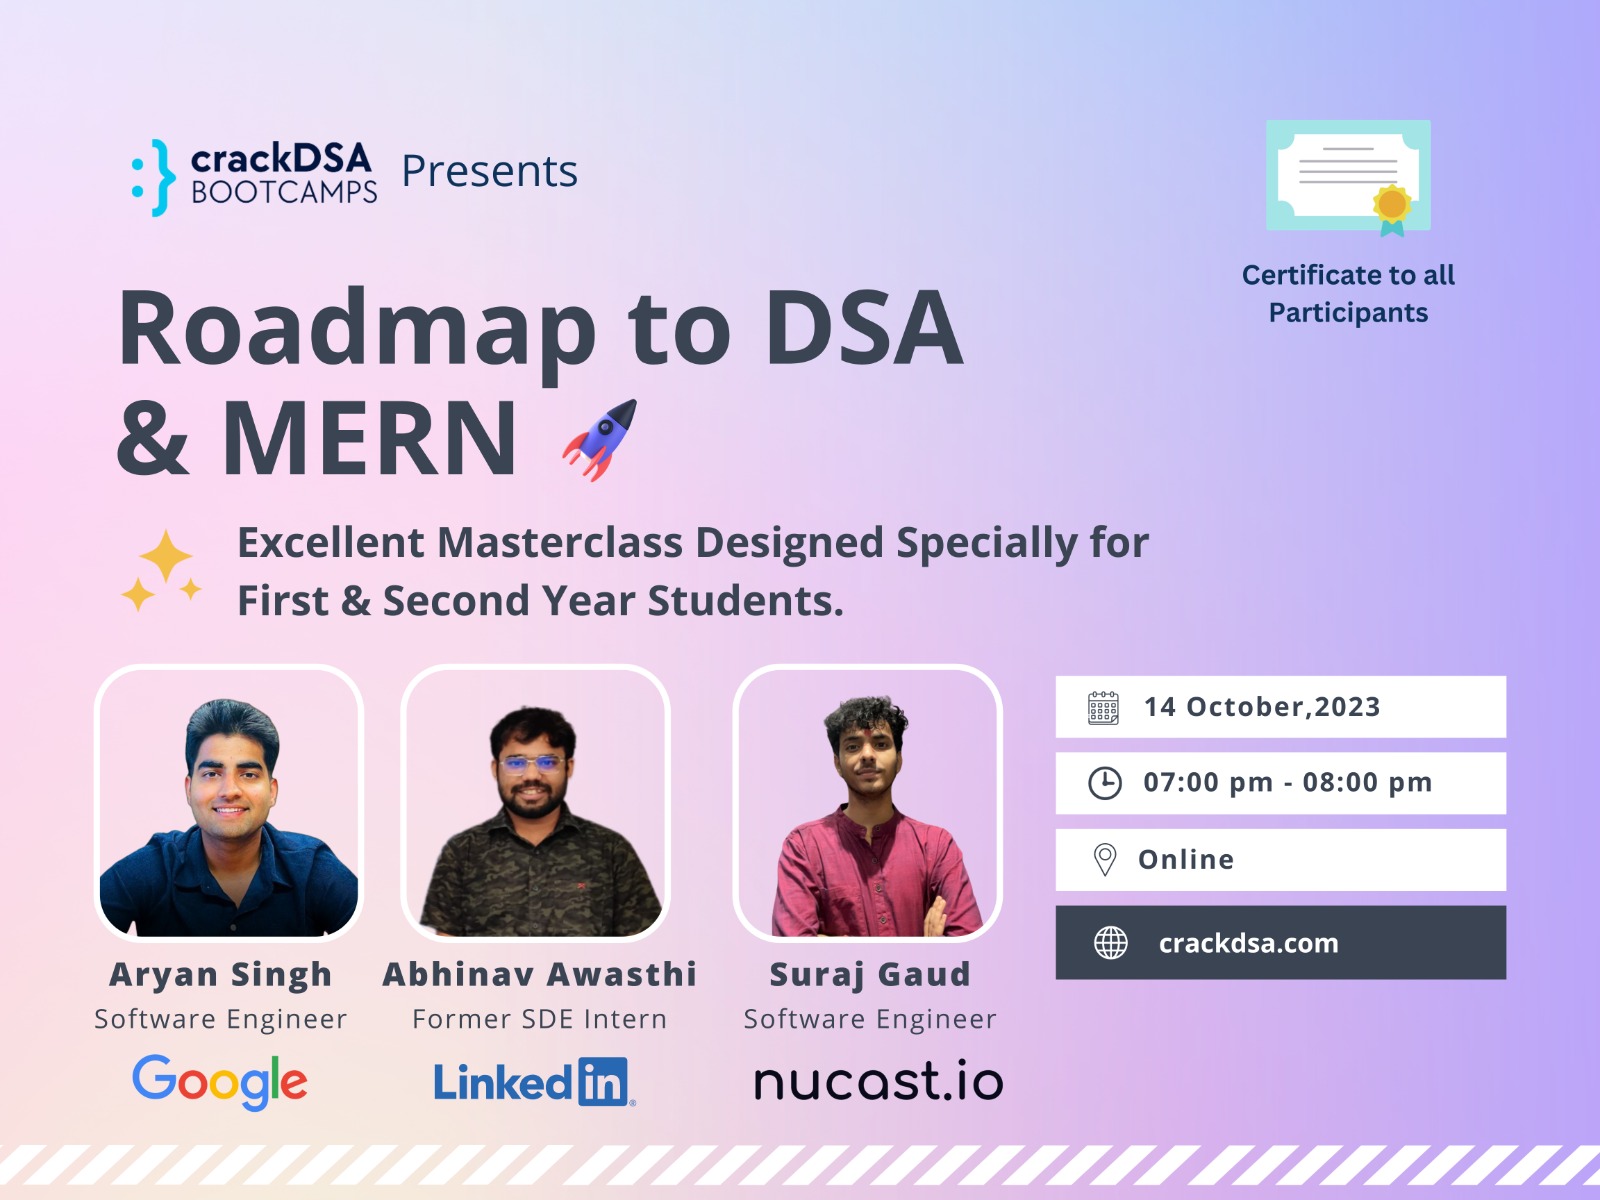 crackDSA
BOOTCAMPS
Presents
Certificate to all
Participants
Roadmap to DSA
& MERN
Excellent Masterclass Designed Specially for
First & Second Year Students.
14 October,2023
07:00 pm - 08:00 pm
Online
crackdsa.com
Aryan Singh
Software Engineer
Google
Abhinav Awasthi
Former SDE Intern
Linkedin
Suraj Gaud
Software Engineer
nucast.io